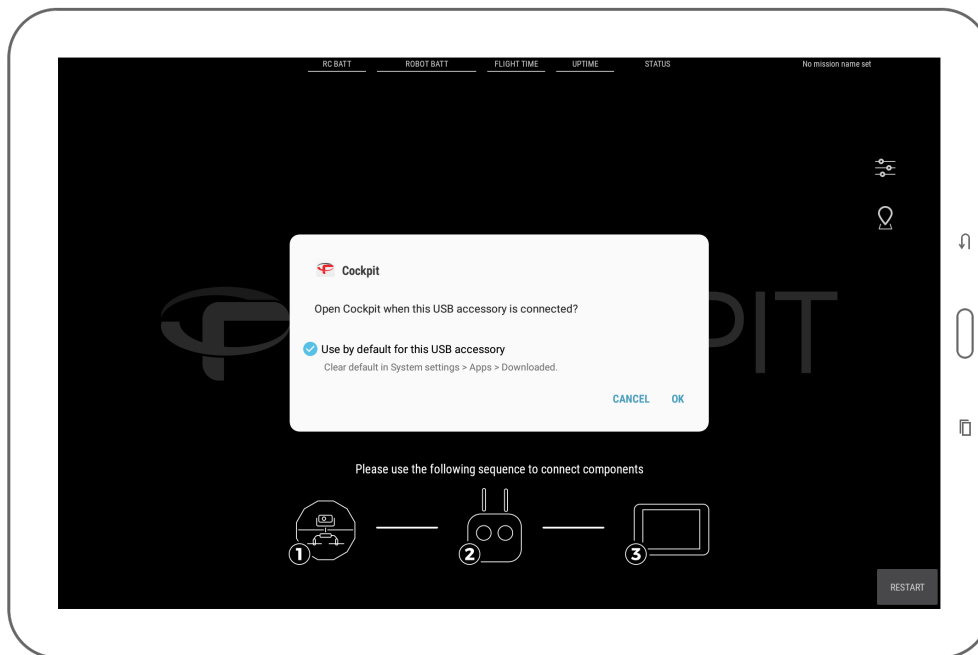 RC BATT ROBOT BATT FLIGHT TIME UPTIME STATUS No mission name set
Cockpit
Open Cockpit when this USB accessory is connected?
PIT
Use by default for this USB accessory
Clear default in System settings > Apps > Downloaded.
CANCEL OK
Please use the following sequence to connect components
1 2 3
RESTART